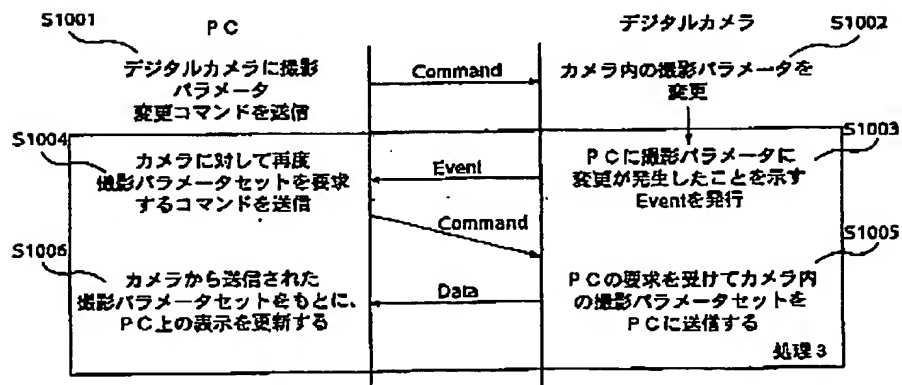 S1001
PC
デジタルカメラ
S1002
デジタルカメラに撮影
パラメータ
変更コマンドを送信
Command
カメラ内の撮影パラメータを
変更
S1004
カメラに対して再度
撮影パラメータセットを要求
するコマンドを送信
Event
S1003
PCに撮影パラメータに
変更が発生したことを示す
Eventを発行
Command
S1006
カメラから送信された
撮影パラメータセットをもとに、
PC上の表示を更新する
Data
S1005
PCの要求を受けてカメラ内
の撮影パラメータセットを
PCに送信する
処理3